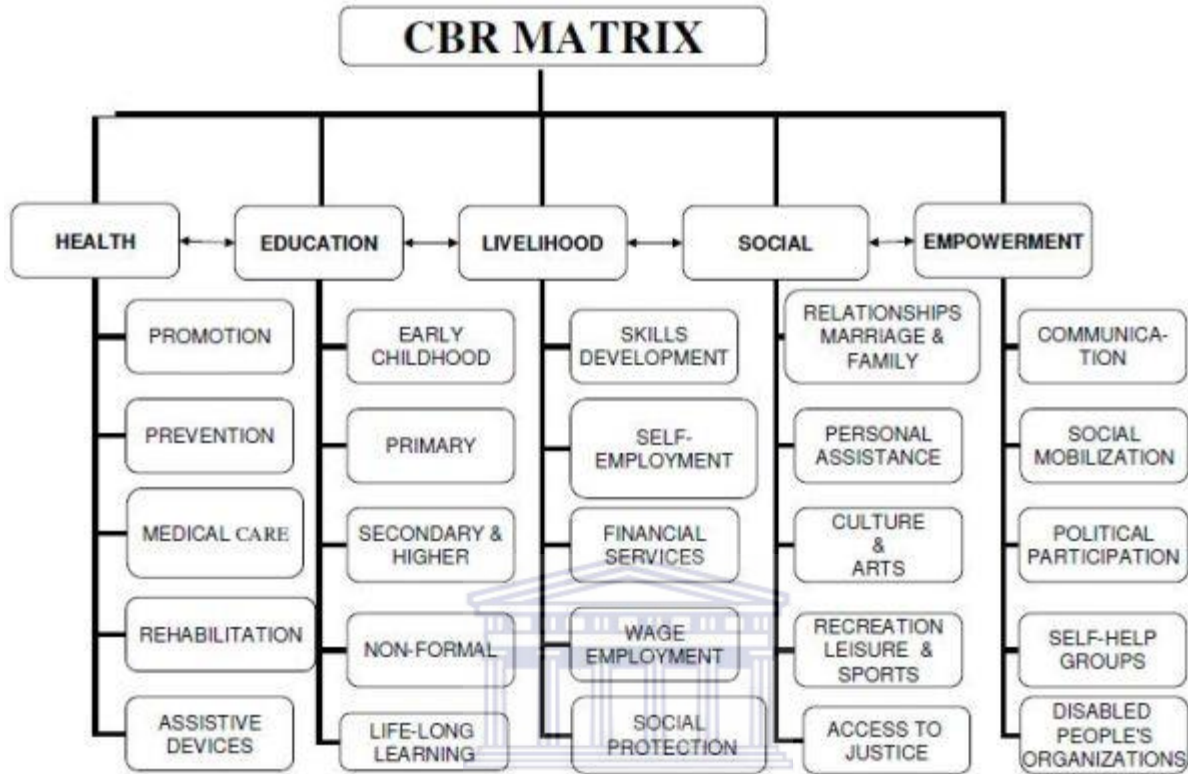 CBR MATRIX
HEALTH
EDUCATION
LIVELIHOOD
SOCIAL
EMPOWERMENT
PROMOTION
PREVENTION
MEDICAL CARE
REHABILITATION
ASSISTIVE
DEVICES
EARLY
CHILDHOOD
PRIMARY
SECONDARY &
HIGHER
NON-FORMAL
LIFE-LONG
LEARNING
SKILLS
DEVELOPMENT
SELF-
EMPLOYMENT
FINANCIAL
SERVICES
WAGE
EMPLOYMENT
SOCIAL
PROTECTION
RELATIONSHIPS
MARRIAGE &
FAMILY
PERSONAL
ASSISTANCE
CULTURE
&
ARTS
RECREATION
LEISURE &
SPORTS
ACCESS TO
JUSTICE
COMMUNICA-
TION
SOCIAL
MOBILIZATION
POLITICAL
PARTICIPATION
SELF-HELP
GROUPS
DISABLED
PEOPLE'S
ORGANIZATIONS